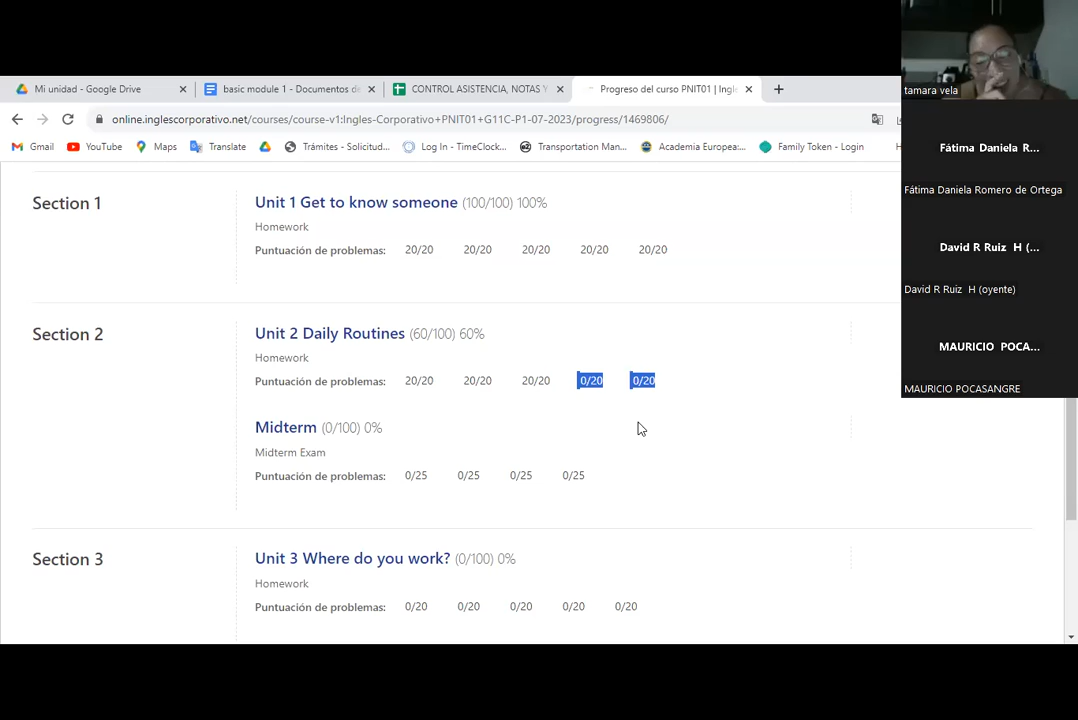 Mi unidad - Google Drive
basic module 1 - Documentos de
CONTROL ASISTENCIA, NOTAS Y
Progreso del curso PNIT01 | Ingl
online.inglescorporativo.net/courses/course-v1:Ingles-Corporativo+PNIT01+G11C-P1-07-2023/progress/1469806/
Gmail
YouTube
Maps
Translate
Trámites - Solicitud...
Log In - TimeClock...
Transportation Man...
Academia Europea:...
Family Token - Login
Section 1
Unit 1 Get to know someone (100/100) 100%
Homework
Puntuación de problemas: 20/20 20/20 20/20 20/20 20/20
Section 2
Unit 2 Daily Routines (60/100) 60%
Homework
Puntuación de problemas: 20/20 20/20 20/20 0/20 0/20
Midterm (0/100) 0%
Midterm Exam
Puntuación de problemas: 0/25 0/25 0/25 0/25
Section 3
Unit 3 Where do you work? (0/100) 0%
Homework
Puntuación de problemas: 0/20 0/20 0/20 0/20 0/20
tamara vela
Fátima Daniela R...
Fátima Daniela Romero de Ortega
David R Ruiz H (...
David R Ruiz H (oyente)
MAURICIO POCA...
MAURICIO POCASANGRE